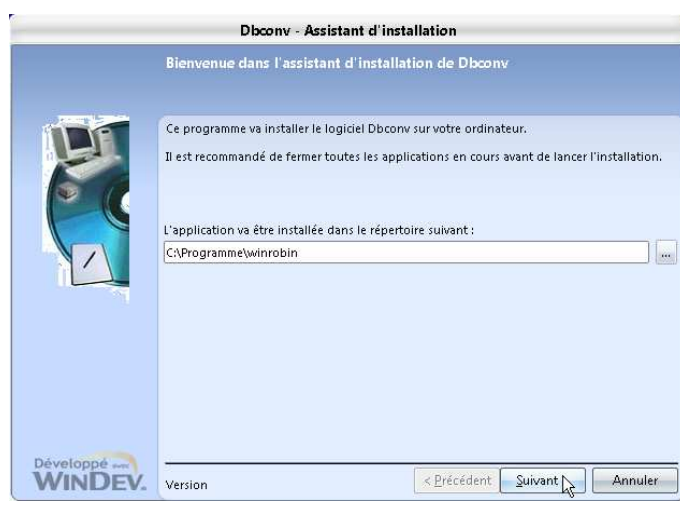 Dbconv - Assistant d'installation
Bienvenue dans l'assistant d'installation de Dbconv
Ce programme va installer le logiciel Dbconv sur votre ordinateur.
Il est recommandé de fermer toutes les applications en cours avant de lancer l'installation.
L'application va être installée dans le répertoire suivant :
C:\Programme\winrobin
...
Développé avec
WINDEV.
Version
< Précédent
Suivant
Annuler